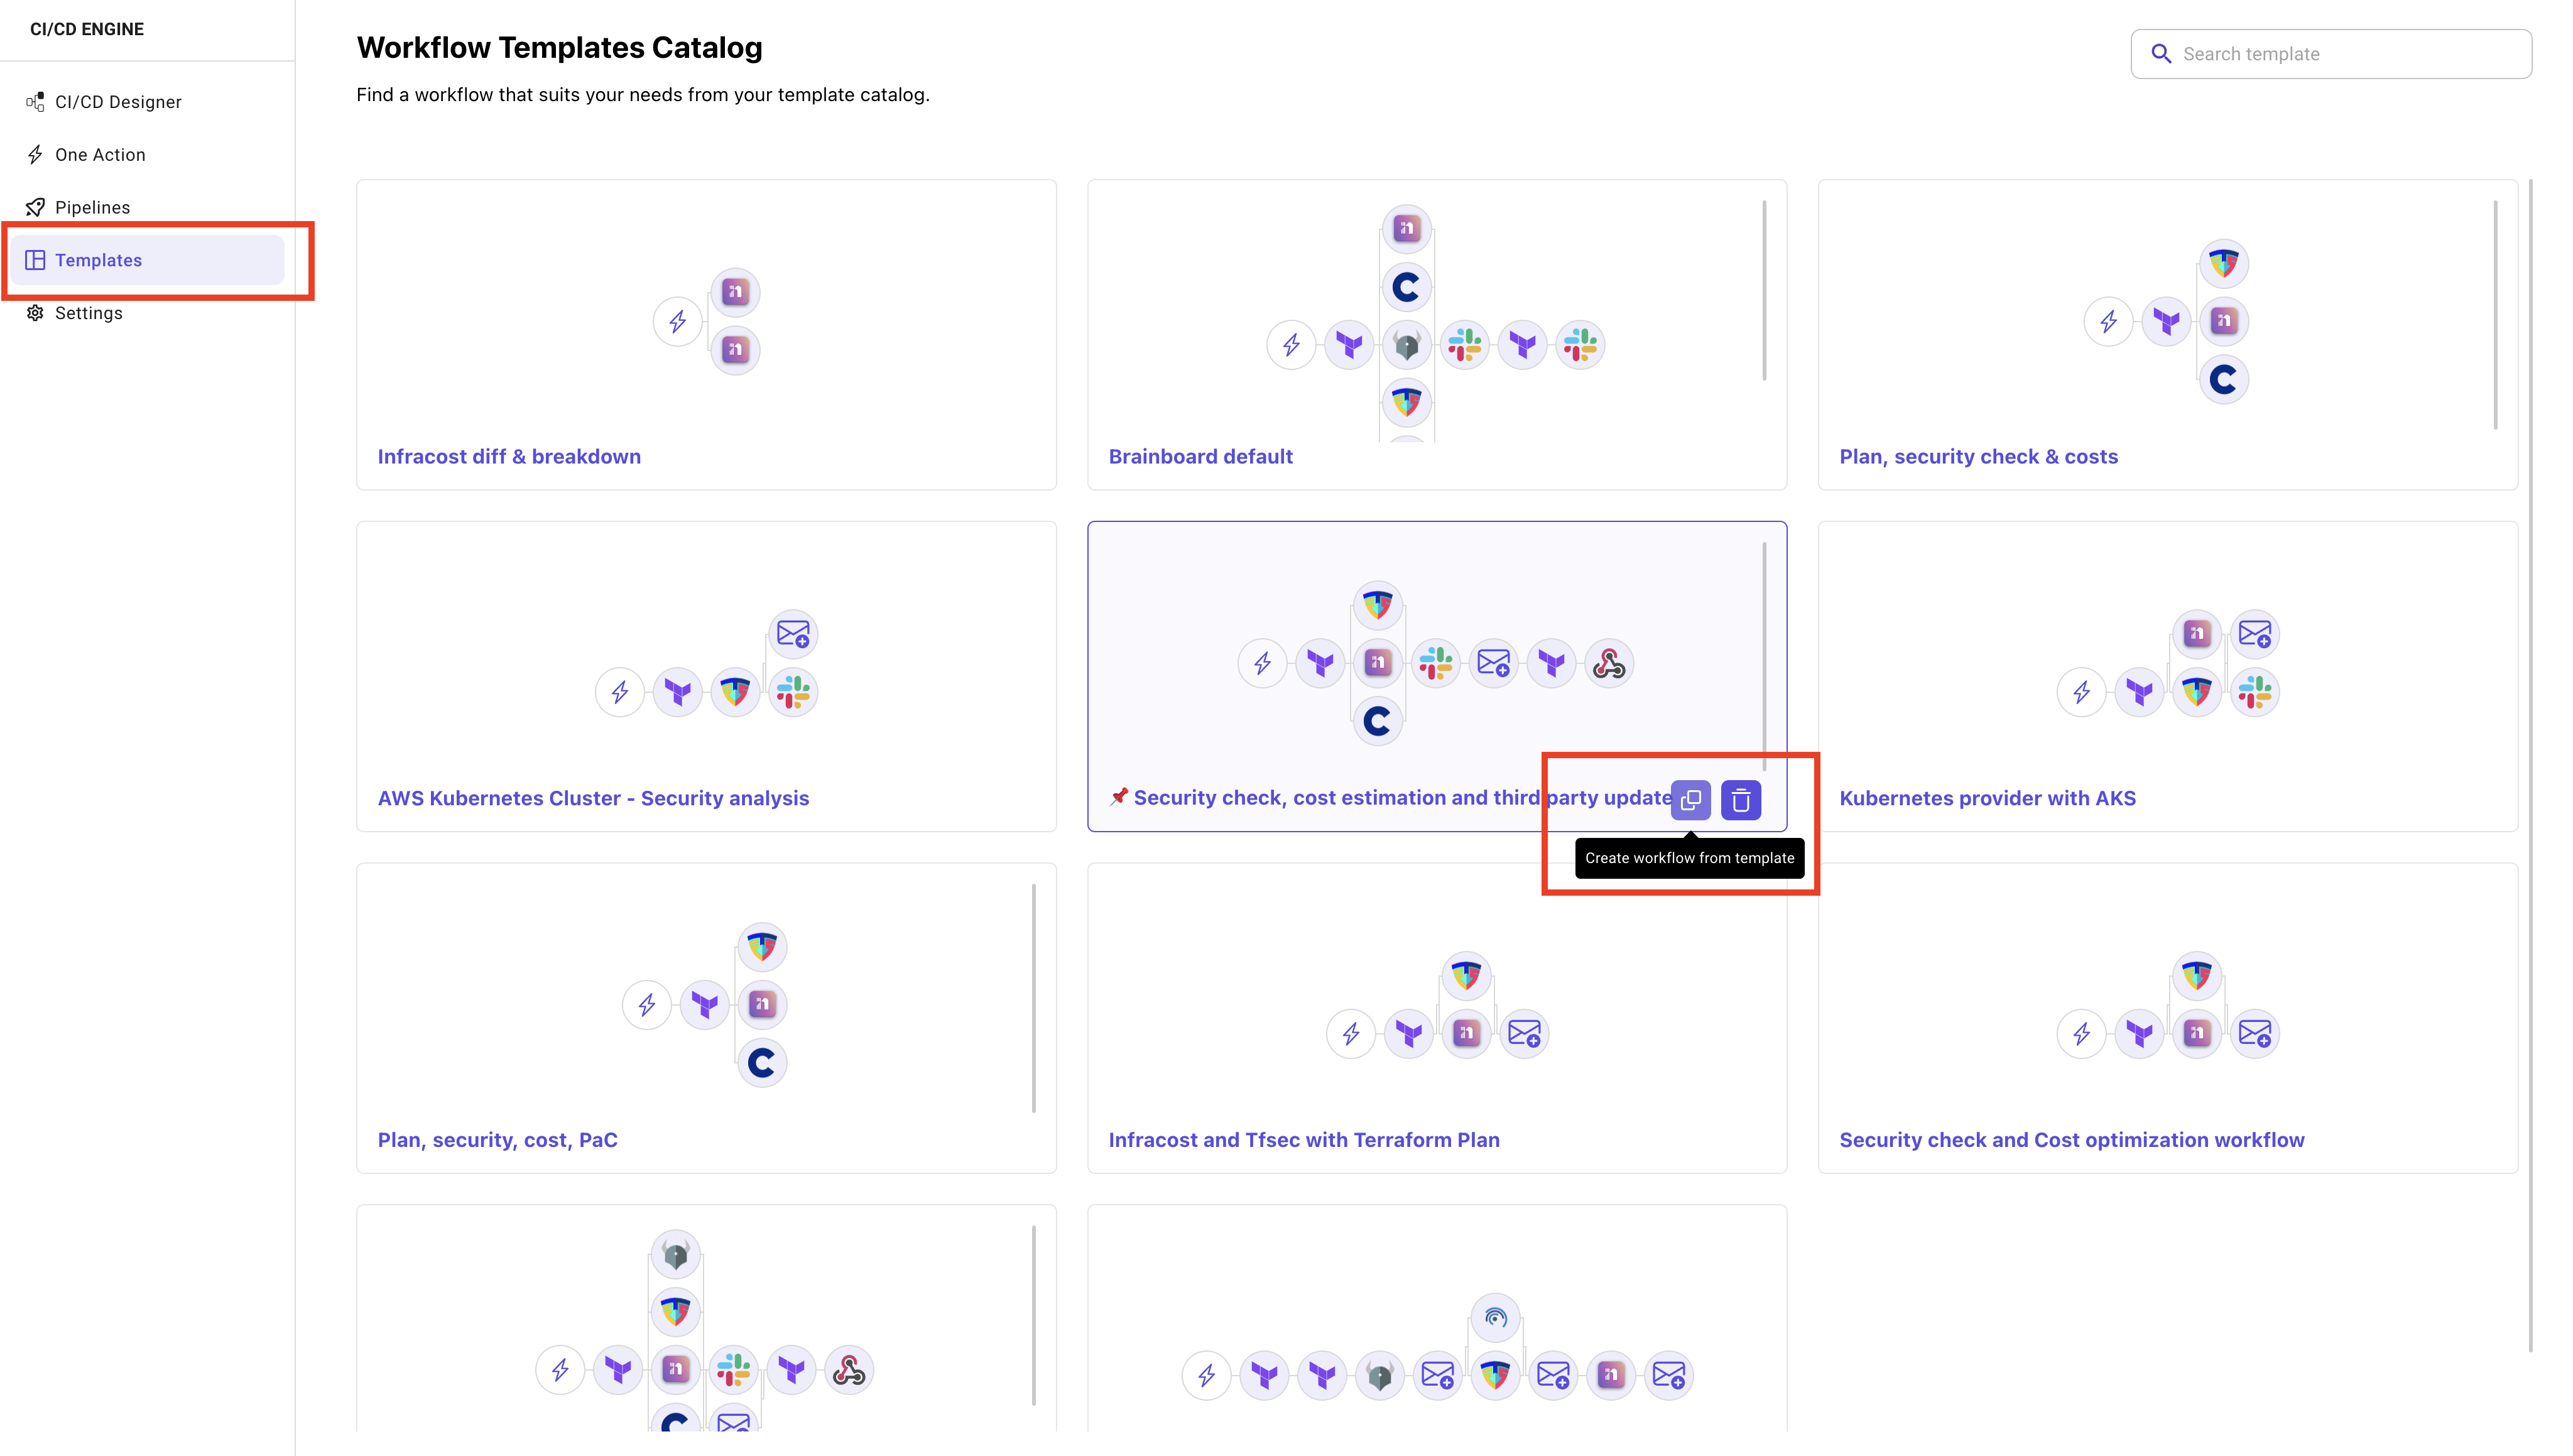 CI/CD ENGINE
CI/CD Designer
One Action
Pipelines
Templates
Settings
Workflow Templates Catalog
Find a workflow that suits your needs from your template catalog.
Search template
Infracost diff & breakdown
Brainboard default
Plan, security check & costs
AWS Kubernetes Cluster - Security analysis
📌 Security check, cost estimation and third party update
Create workflow from template
Kubernetes provider with AKS
Plan, security, cost, PaC
Infracost and Tfsec with Terraform Plan
Security check and Cost optimization workflow